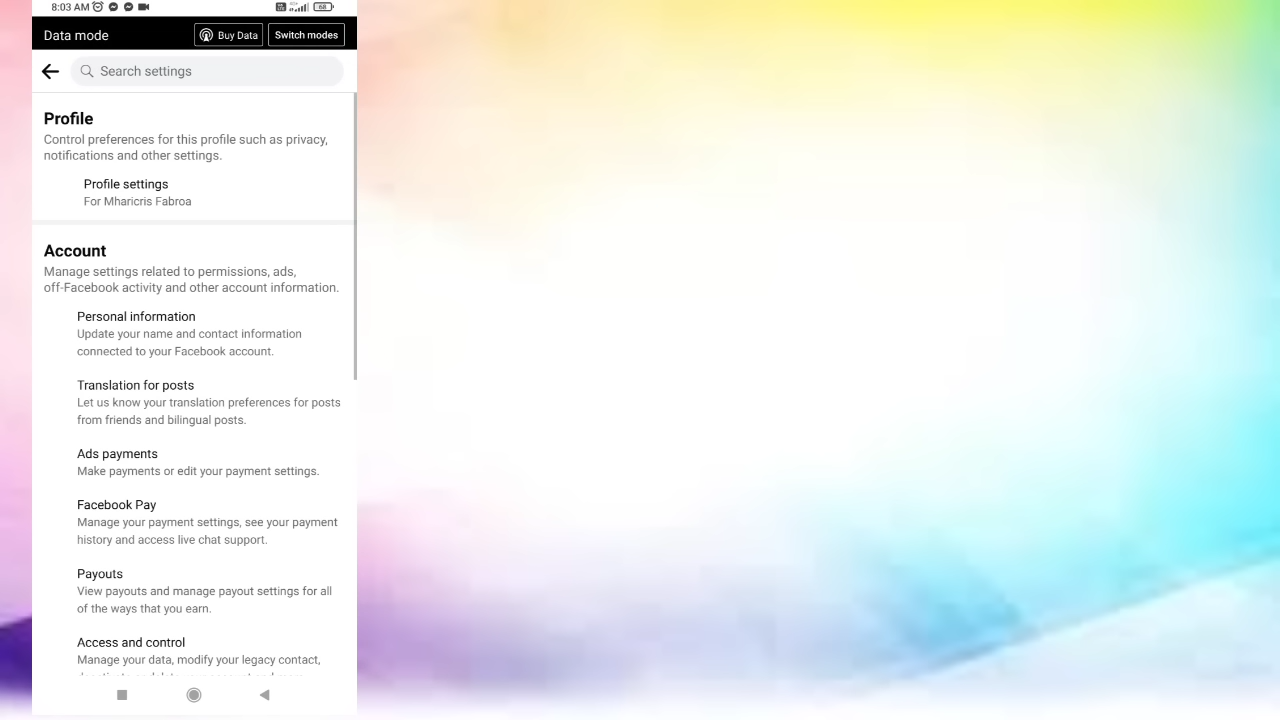 8:03 AM
68
Data mode
Buy Data
Switch modes
Search settings
Profile
Control preferences for this profile such as privacy,
notifications and other settings.
Profile settings
For Mharicris Fabroa
Account
Manage settings related to permissions, ads,
off-Facebook activity and other account information.
Personal information
Update your name and contact information
connected to your Facebook account.
Translation for posts
Let us know your translation preferences for posts
from friends and bilingual posts.
Ads payments
Make payments or edit your payment settings.
Facebook Pay
Manage your payment settings, see your payment
history and access live chat support.
Payouts
View payouts and manage payout settings for all
of the ways that you earn.
Access and control
Manage your data, modify your legacy contact,